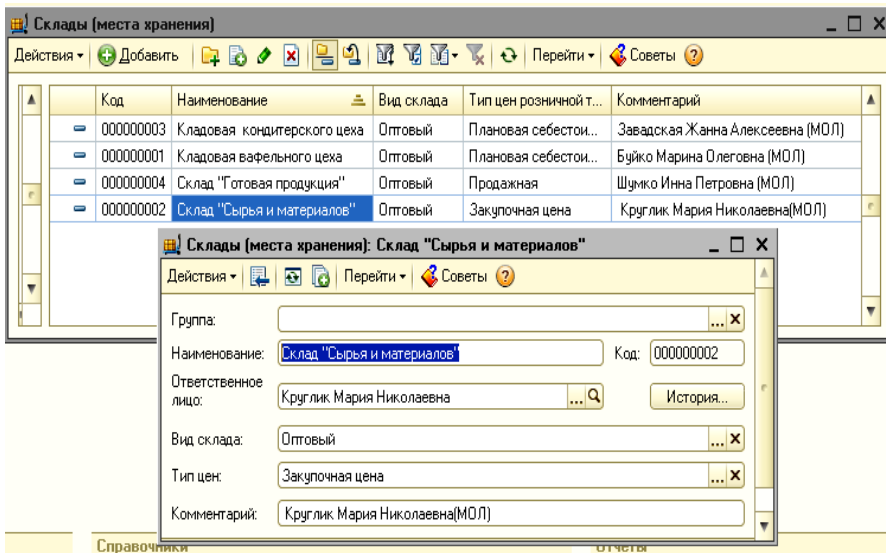 Склады (места хранения)
Действия Добавить Перейти Советы
Код Наименование Вид склада Тип цен розничной т... Комментарий
000000003 Кладовая кондитерского цеха Оптовый Плановая себестои... Завадская Жанна Алексеевна (МОЛ)
000000001 Кладовая вафельного цеха Оптовый Плановая себестои... Буйко Марина Олеговна (МОЛ)
000000004 Склад "Готовая продукция" Оптовый Продажная Шумко Инна Петровна (МОЛ)
000000002 Склад "Сырья и материалов" Оптовый Закупочная цена Круглик Мария Николаевна(МОЛ)
Склады (места хранения): Склад "Сырья и материалов"
Действия Перейти Советы
Группа: ...
Наименование: Склад "Сырья и материалов" Код: 000000002
Ответственное
лицо: Круглик Мария Николаевна ... История...
Вид склада: Оптовый ...
Тип цен: Закупочная цена ...
Комментарий: Круглик Мария Николаевна(МОЛ)
Справочники Отчеты